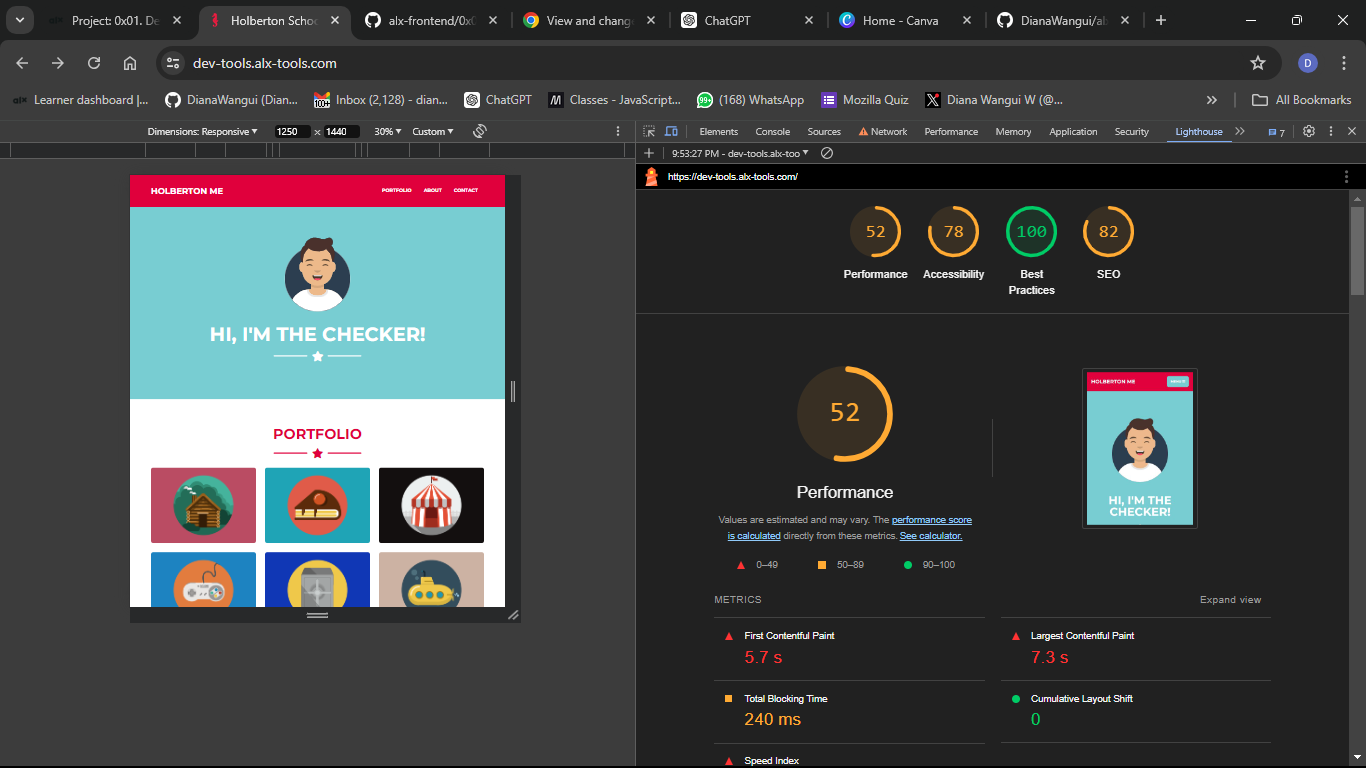 Project: 0x01. De
Holberton Schoo
alx-frontend/0x0
View and change
ChatGPT
Home - Canva
DianaWangui/al
dev-tools.alx-tools.com
D
alx Learner dashboard |...
DianaWangui (Dian...
100+ Inbox (2,128) - dian...
ChatGPT
Classes - JavaScript...
99+ (168) WhatsApp
Mozilla Quiz
Diana Wangui W (@...
All Bookmarks
Dimensions: Responsive 1250 x 1440 30% Custom
Elements Console Sources Network Performance Memory Application Security Lighthouse 7
9:53:27 PM - dev-tools.alx-too
https://dev-tools.alx-tools.com/
HOLBERTON ME
PORTFOLIO ABOUT CONTACT
HI, I'M THE CHECKER!
PORTFOLIO
52 78 100 82
Performance Accessibility Best Practices SEO
52
Performance
Values are estimated and may vary. The performance score
is calculated directly from these metrics. See calculator.
0–49 50–89 90–100
HOLBERTON ME
HI, I'M THE
CHECKER!
METRICS
Expand view
First Contentful Paint
5.7 s
Largest Contentful Paint
7.3 s
Total Blocking Time
240 ms
Cumulative Layout Shift
0
Speed Index